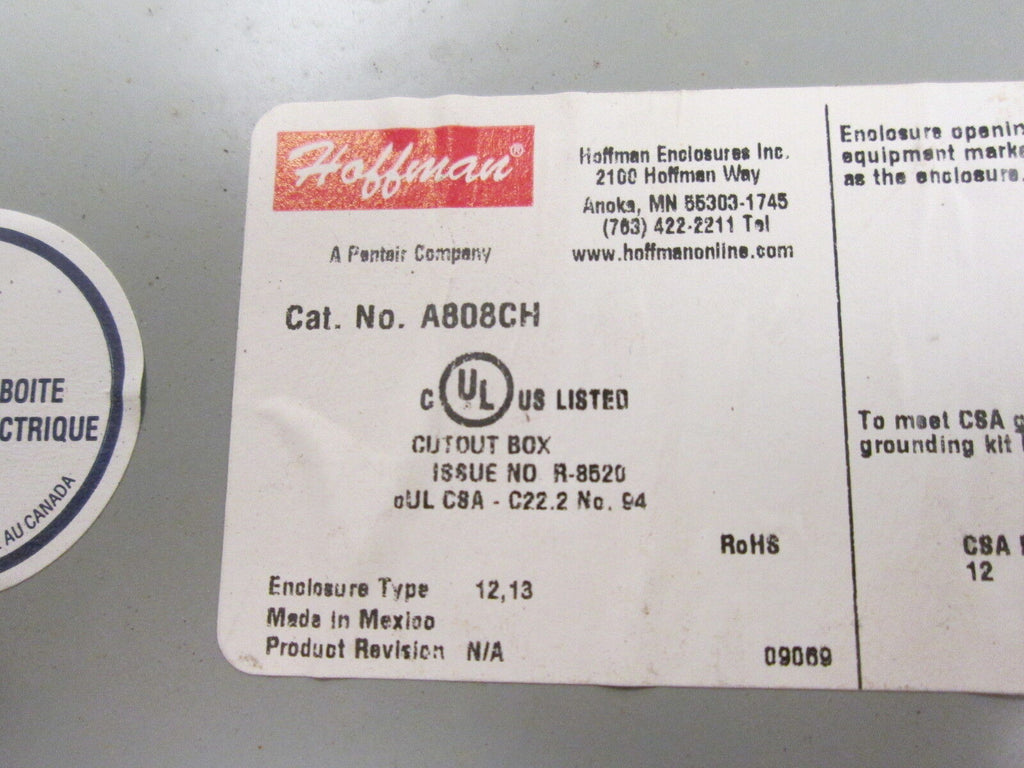 BOITE
CTRIQUE
AU CANADA
Hoffman®
A Pentair Company
Hoffman Enclosures Inc.
2100 Hoffman Way
Anoka, MN 55303-1745
(763) 422-2211 Tel
www.hoffmanonline.com
Cat. No. A808CH
C UL US LISTED
CUTOUT BOX
ISSUE NO R-8520
cUL CSA - C22.2 No. 94
RoHS
Enclosure Type 12,13
Made in Mexico
Product Revision N/A
09069
Enclosure openin
equipment marke
as the enclosure.
To meet CSA g
grounding kit
CSA
12